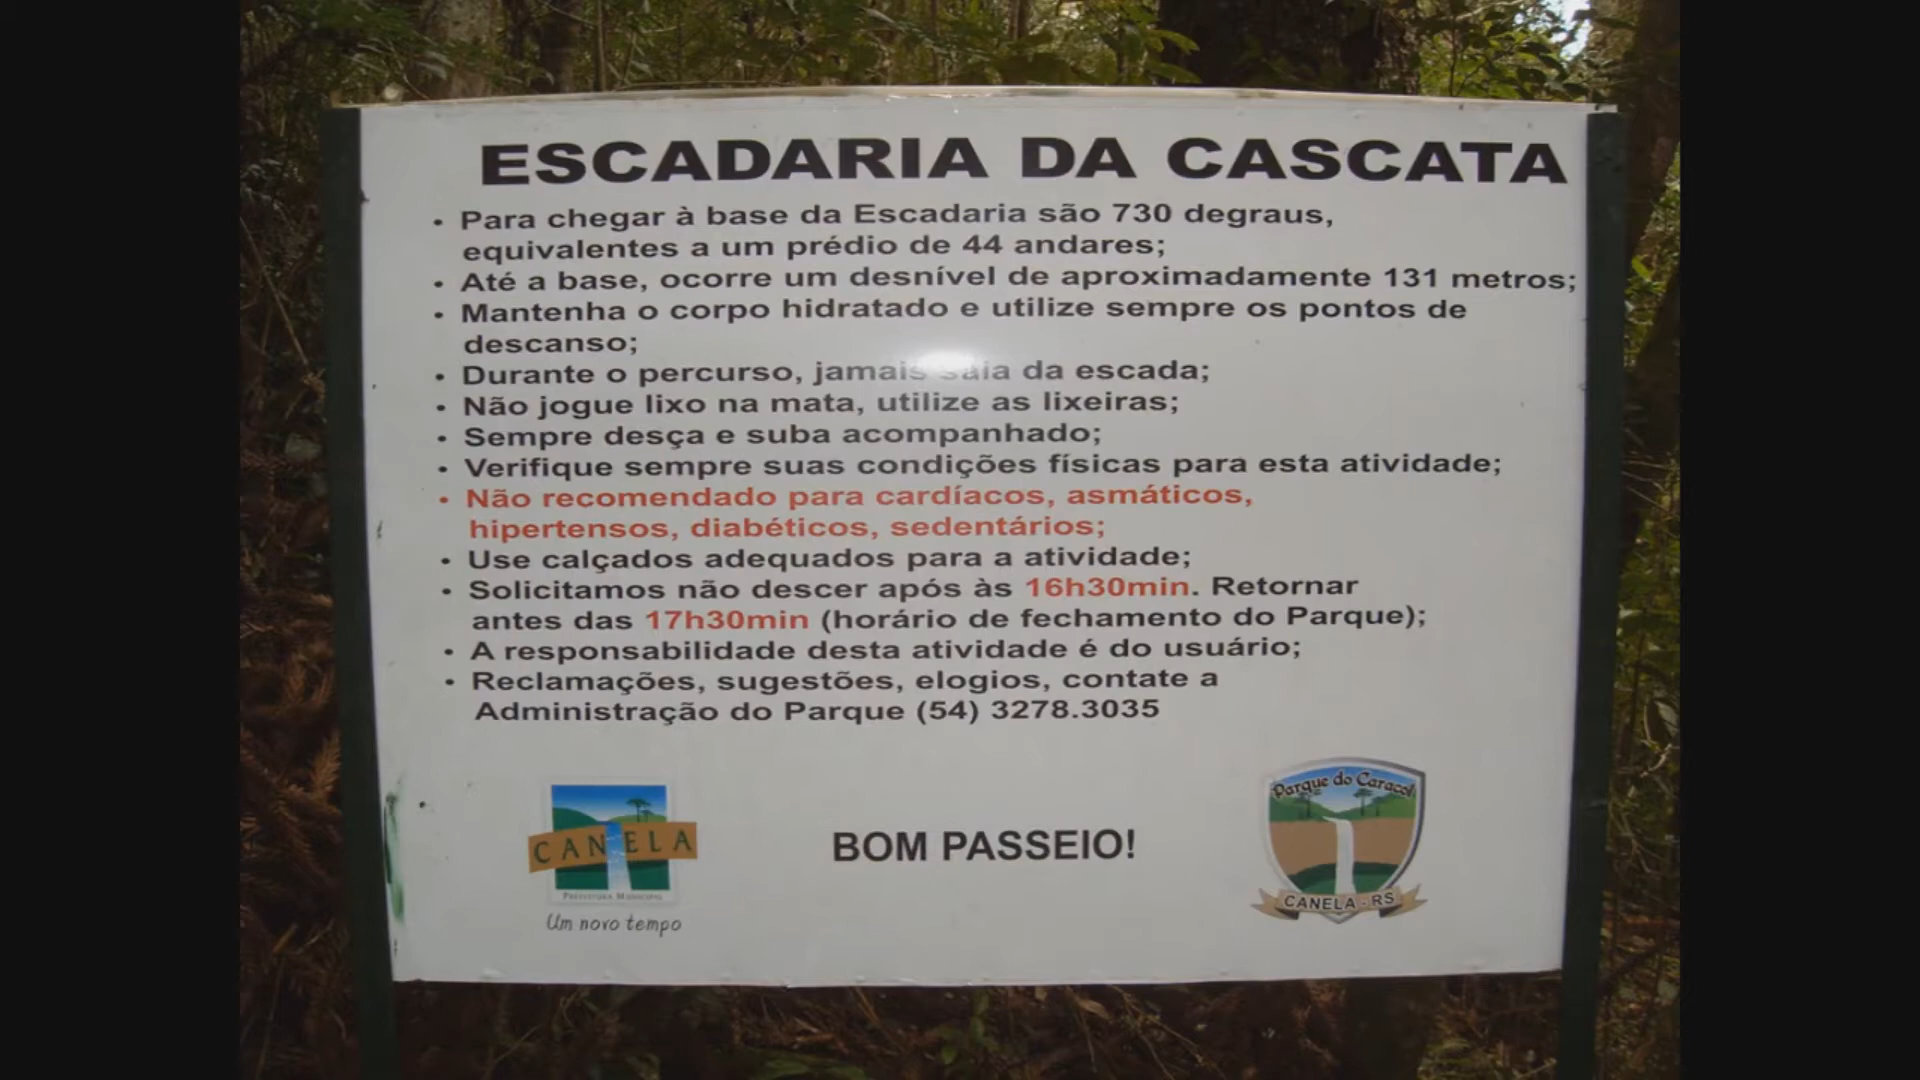 ESCADARIA DA CASCATA
• Para chegar à base da Escadaria são 730 degraus,
equivalentes a um prédio de 44 andares;
• Até a base, ocorre um desnível de aproximadamente 131 metros;
• Mantenha o corpo hidratado e utilize sempre os pontos de
descanso;
• Durante o percurso, jamais saia da escada;
• Não jogue lixo na mata, utilize as lixeiras;
• Sempre desça e suba acompanhado;
• Verifique sempre suas condições físicas para esta atividade;
• Não recomendado para cardíacos, asmáticos,
hipertensos, diabéticos, sedentários;
• Use calçados adequados para a atividade;
• Solicitamos não descer após às 16h30min. Retornar
antes das 17h30min (horário de fechamento do Parque);
• A responsabilidade desta atividade é do usuário;
• Reclamações, sugestões, elogios, contate a
Administração do Parque (54) 3278.3035
CANELA
PREFEITURA MUNICIPAL
Um novo tempo
BOM PASSEIO!
Parque do Caracol
CANELA - RS